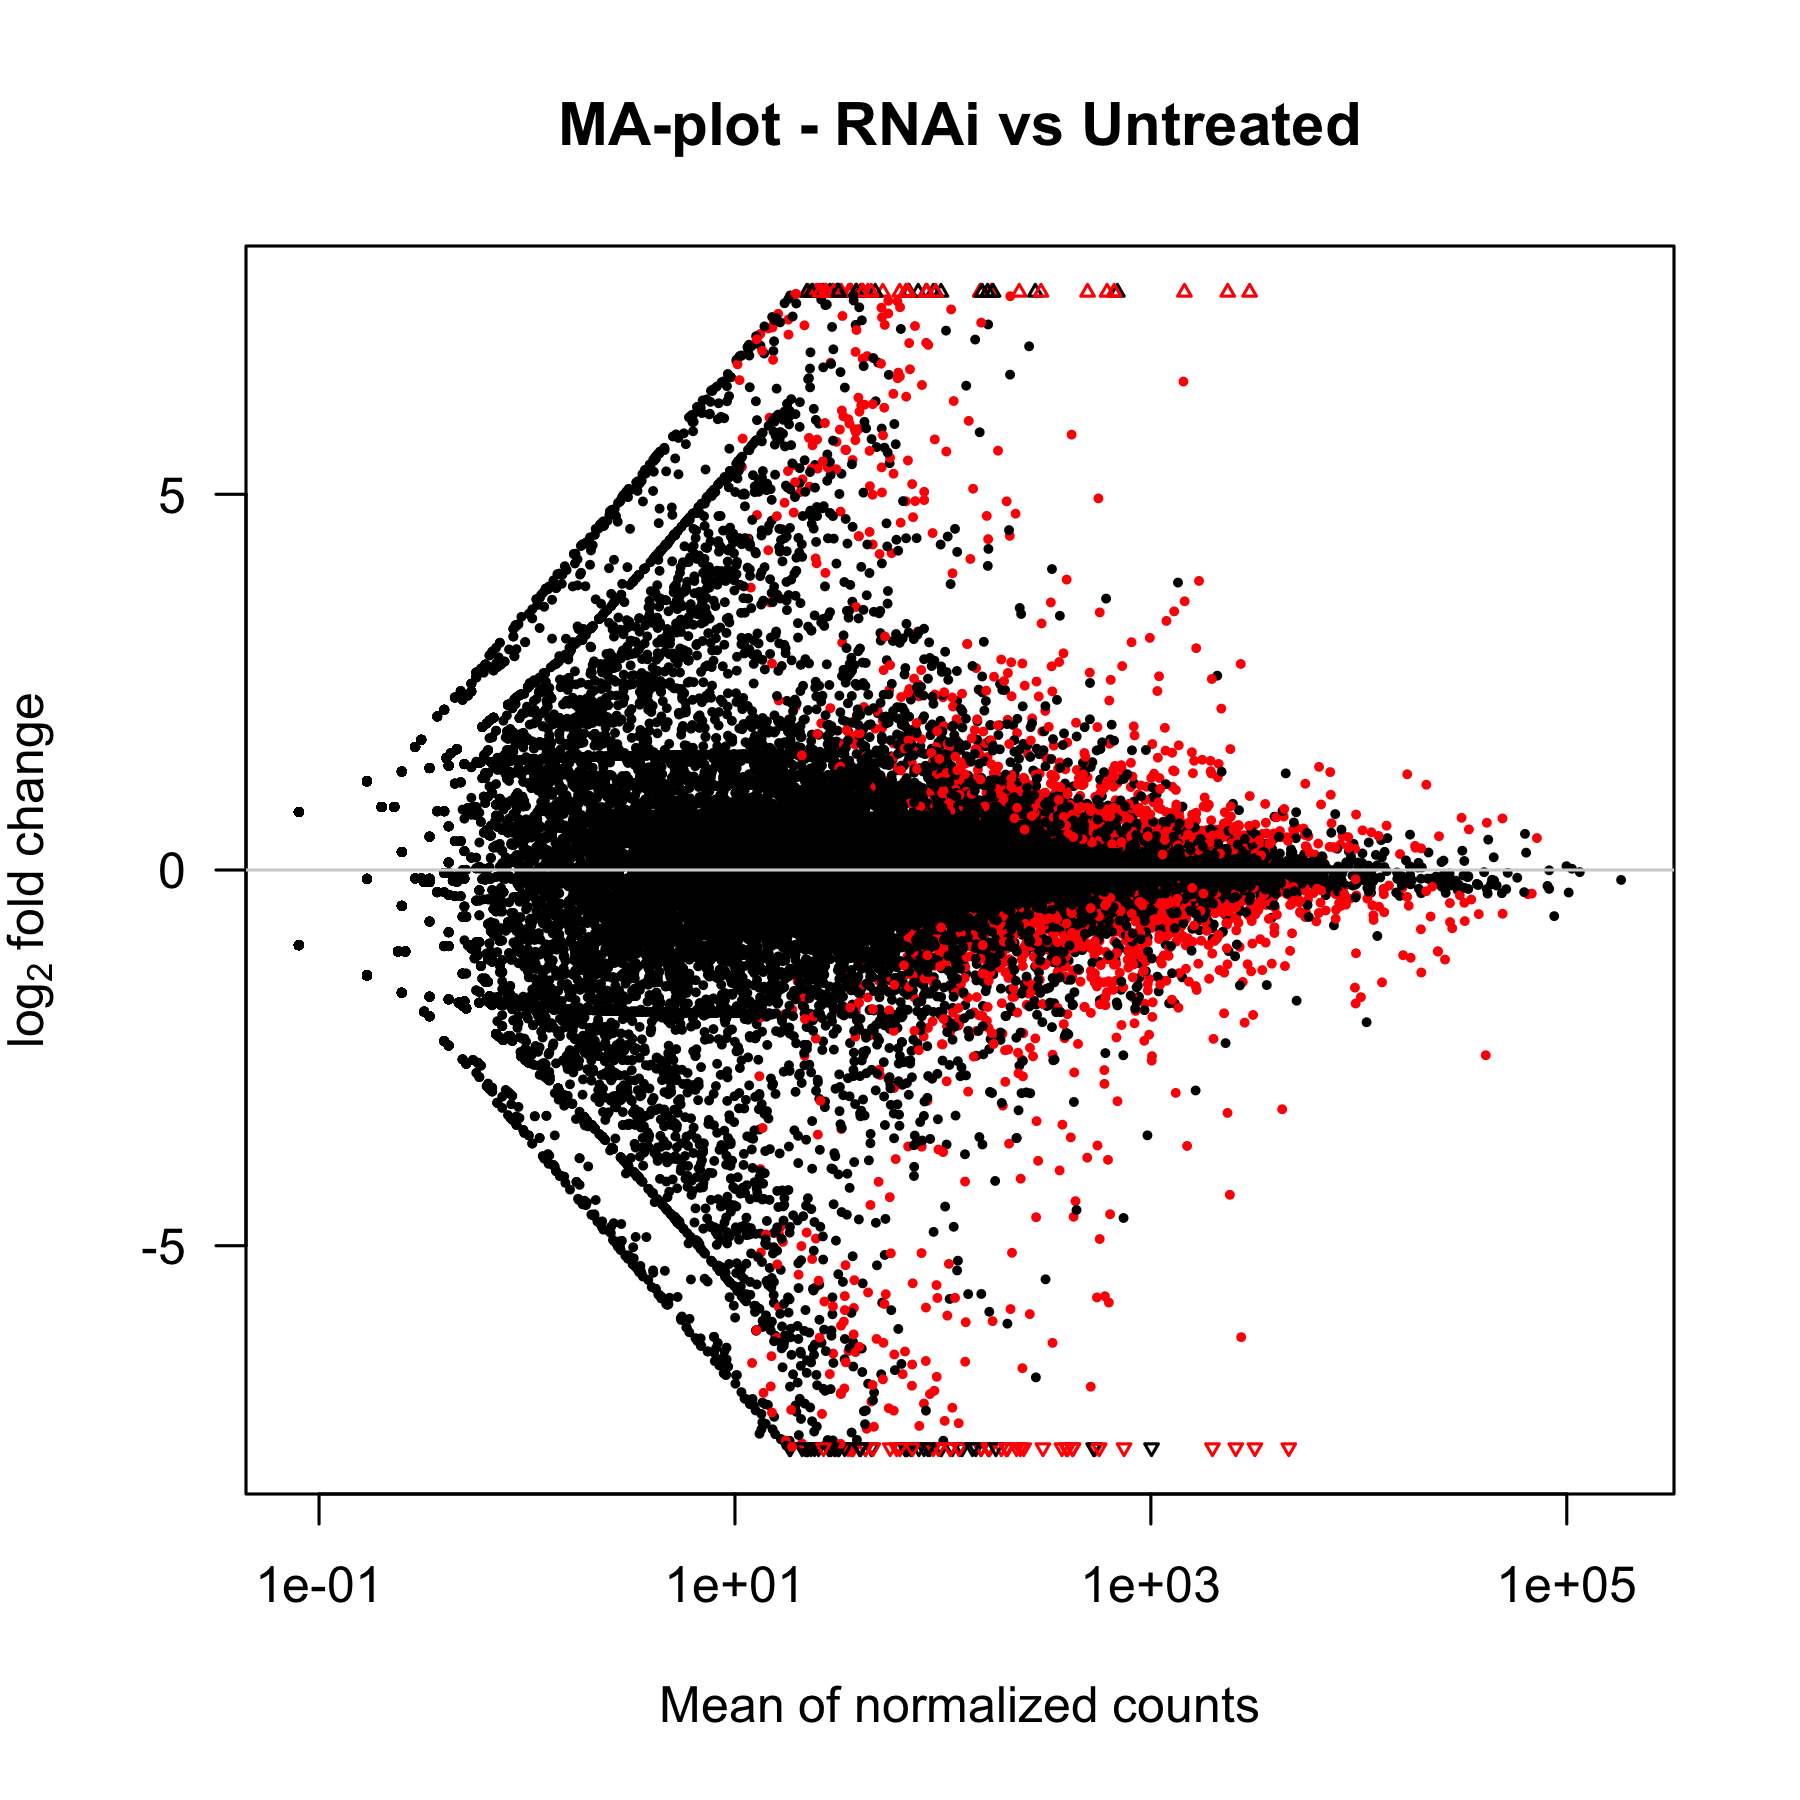 MA-plot - RNAi vs Untreated
log₂ fold change
5
0
-5
1e-01
1e+01
1e+03
1e+05
Mean of normalized counts